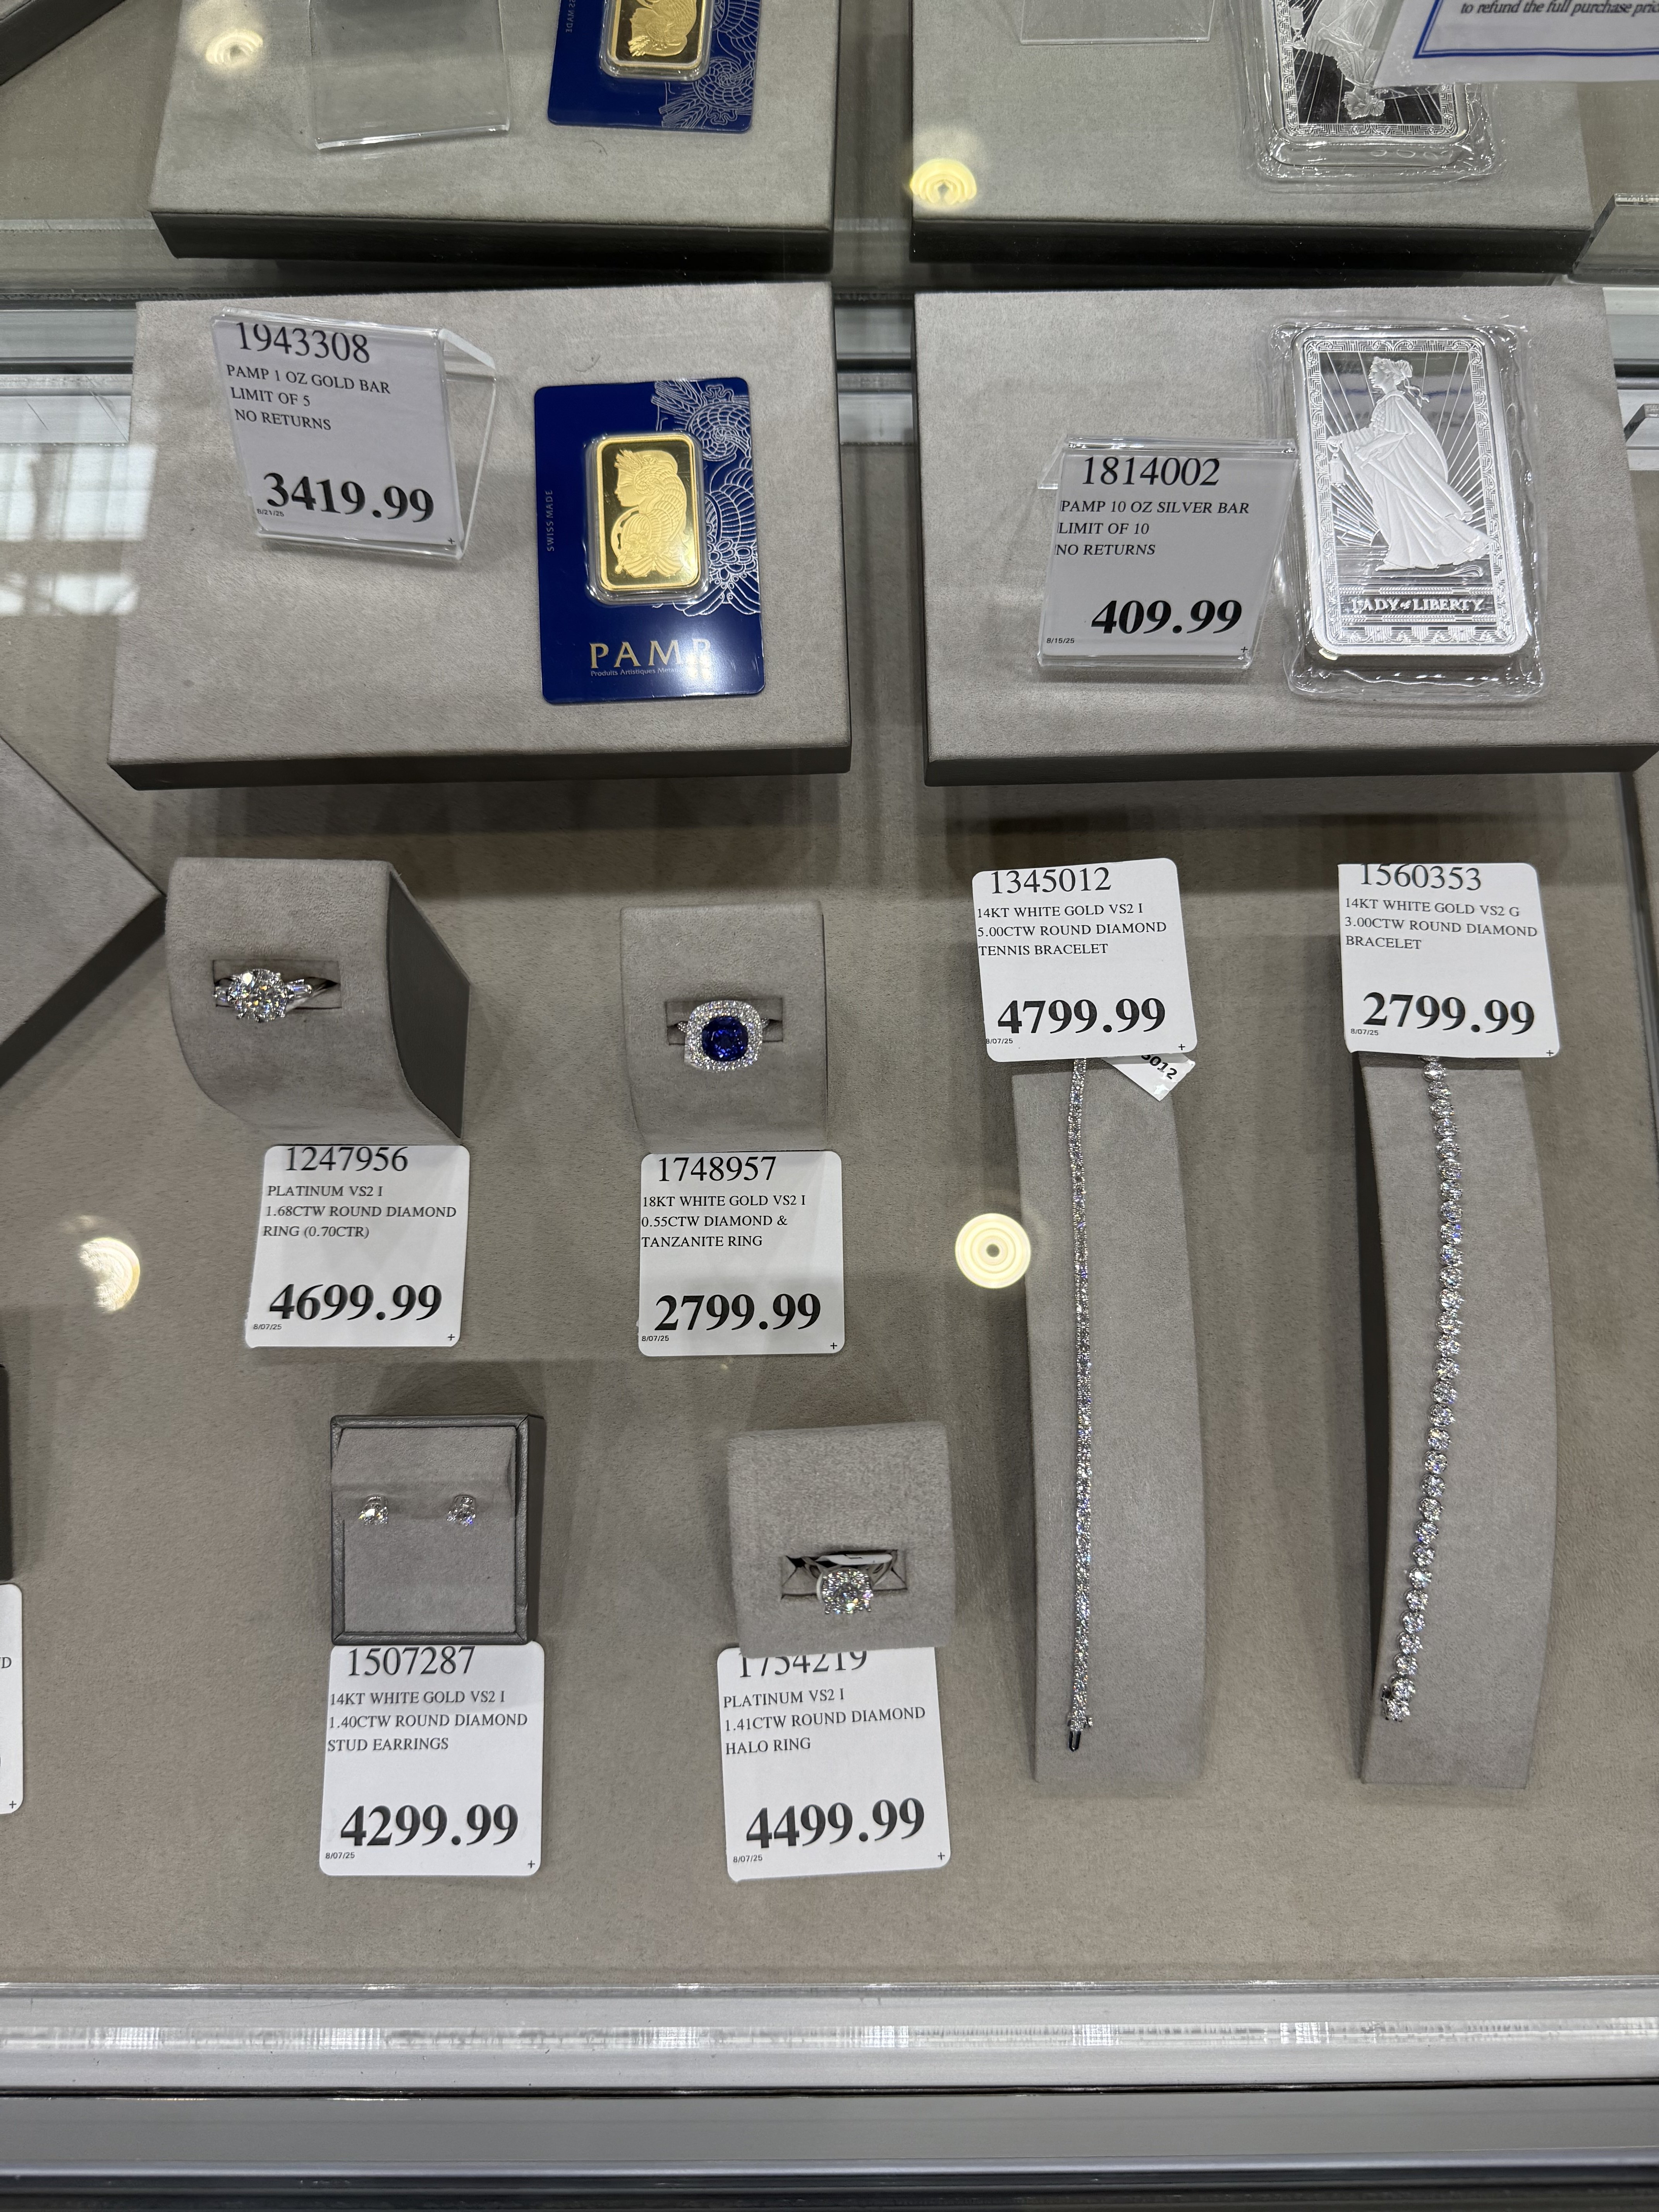 to refund the full purchase
SWISS MADE
1943308
PAMP 1 OZ GOLD BAR
LIMIT OF 5
NO RETURNS
3419.99
8/21/25
+
SWISS MADE
PAMP
Produits Artistiques
1814002
PAMP 10 OZ SILVER BAR
LIMIT OF 10
NO RETURNS
409.99
8/15/25
+
LADY of LIBERTY
1345012
14KT WHITE GOLD VS2 I
5.00CTW ROUND DIAMOND
TENNIS BRACELET
4799.99
8/07/25
+
5012
1560353
14KT WHITE GOLD VS2 G
3.00CTW ROUND DIAMOND
BRACELET
2799.99
8/07/25
+
1247956
PLATINUM VS2 I
1.68CTW ROUND DIAMOND
RING (0.70CTR)
4699.99
8/07/25
+
1748957
18KT WHITE GOLD VS2 I
0.55CTW DIAMOND &
TANZANITE RING
2799.99
8/07/25
+
D
+
1507287
14KT WHITE GOLD VS2 I
1.40CTW ROUND DIAMOND
STUD EARRINGS
4299.99
8/07/25
+
1754219
PLATINUM VS2 I
1.41CTW ROUND DIAMOND
HALO RING
4499.99
8/07/25
+